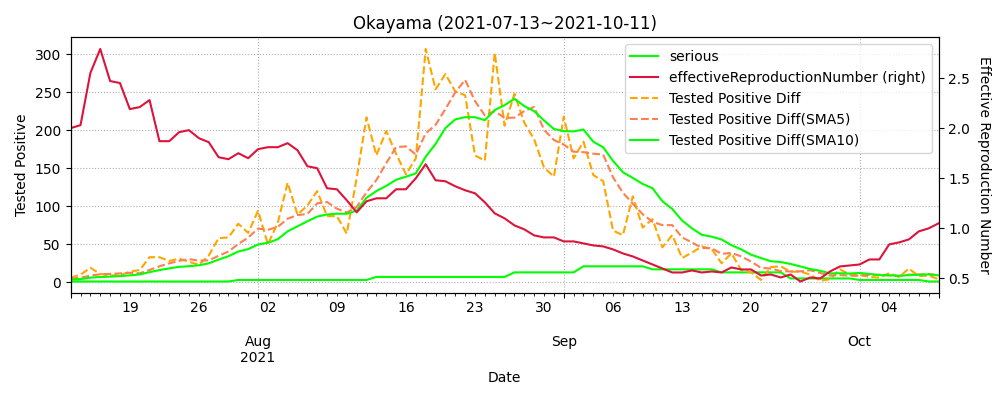 Okayama (2021-07-13~2021-10-11)
Tested Positive
300
250
200
150
100
50
0
serious
effectiveReproductionNumber (right)
Tested Positive Diff
Tested Positive Diff(SMA5)
Tested Positive Diff(SMA10)
2.5
2.0
1.5
1.0
0.5
Effective Reproduction Number
19 26 02 09 16 23 30 06 13 20 27 04
Aug Sep Oct
2021
Date